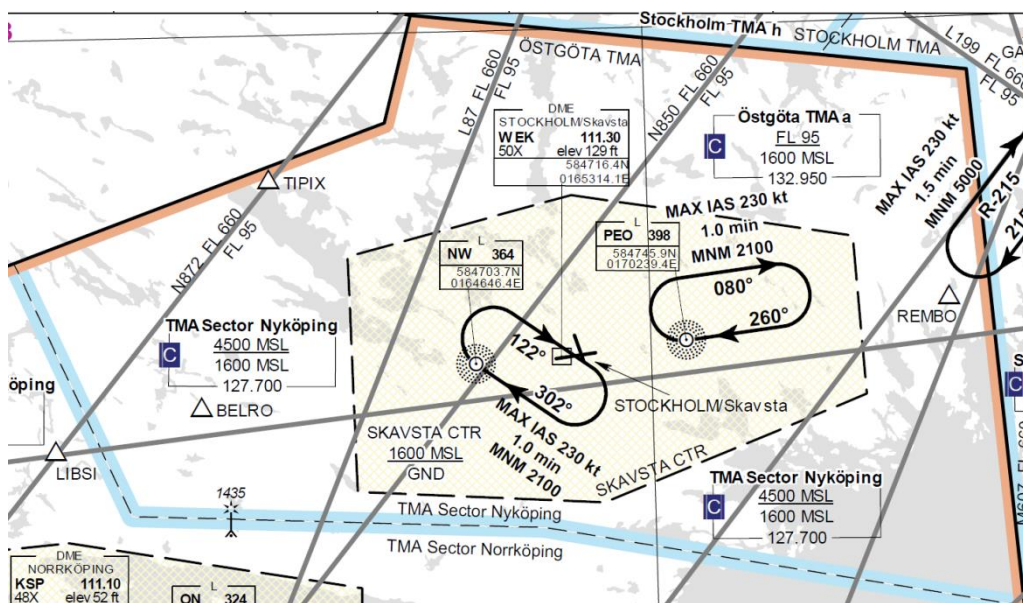 Stockholm TMA h
STOCKHOLM TMA
ÖSTGÖTA TMA
L199 FL 660
FL 95
GA
L87 FL 660
FL 95
N850 FL 660
FL 95
DME
STOCKHOLM/Skavsta
WEK 111.30
50X elev 129 ft
584716.4N
0165314.1E
Östgöta TMA a
C
FL 95
1600 MSL
132.950
MAX IAS 230 kt
1.5 min
MNM 5000
R-215
TIPIX
N872 FL 660
FL 95
L
NW 364
584703.7N
0164646.4E
L
PEO 398
584745.9N
0170239.4E
MAX IAS 230 kt
1.0 min
MNM 2100
080°
260°
REMBO
TMA Sector Nyköping
C
4500 MSL
1600 MSL
127.700
öping
BELRO
LIBSI
122°
302°
MAX IAS 230 kt
1.0 min
MNM 2100
STOCKHOLM/Skavsta
SKAVSTA CTR
1600 MSL
GND
SKAVSTA CTR
C
TMA Sector Nyköping
C
4500 MSL
1600 MSL
127.700
1435
TMA Sector Nyköping
TMA Sector Norrköping
DME
NORRKÖPING
KSP 111.10
48X elev 52 ft
L
ON 324